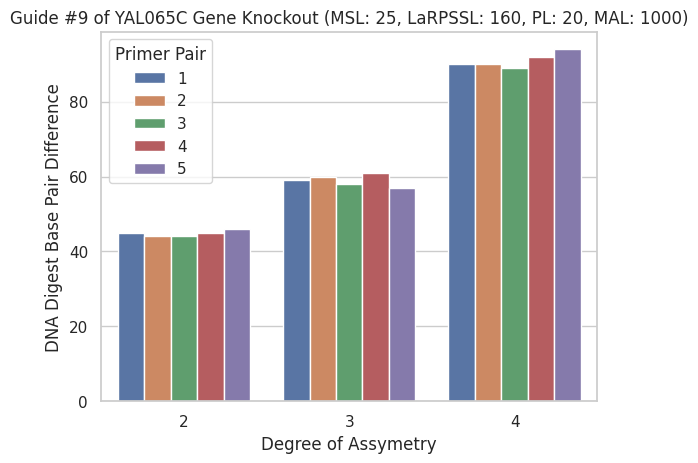 Guide #9 of YAL065C Gene Knockout (MSL: 25, LaRPSSL: 160, PL: 20, MAL: 1000)
Primer Pair
1
2
3
4
5
DNA Digest Base Pair Difference
80
60
40
20
0
2 3 4
Degree of Assymetry